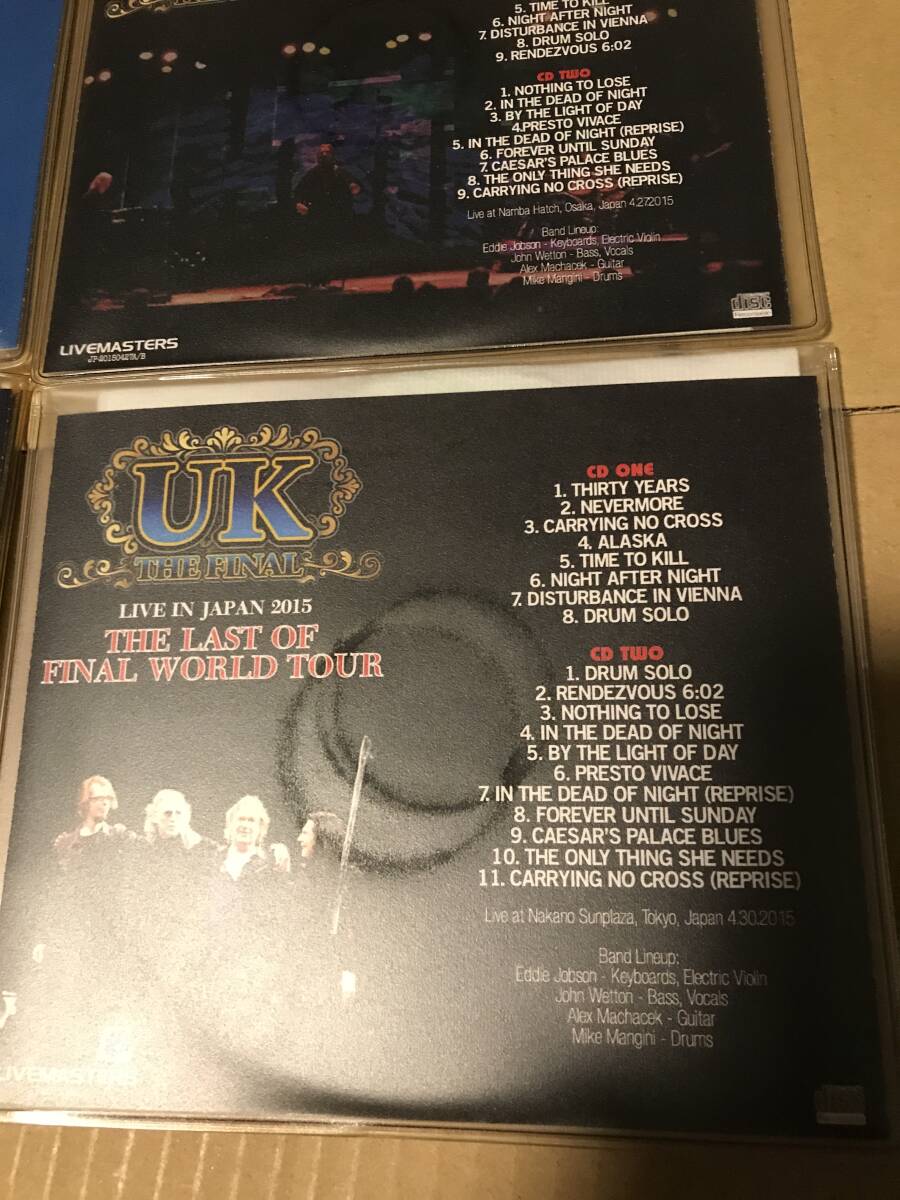 5. TIME TO KILL
6. NIGHT AFTER NIGHT
7. DISTURBANCE IN VIENNA
8. DRUM SOLO
9. RENDEZVOUS 6:02
CD TWO
1. NOTHING TO LOSE
2. IN THE DEAD OF NIGHT
3. BY THE LIGHT OF DAY
4.PRESTO VIVACE
5. IN THE DEAD OF NIGHT (REPRISE)
6. FOREVER UNTIL SUNDAY
7. CAESAR'S PALACE BLUES
8. THE ONLY THING SHE NEEDS
9. CARRYING NO CROSS (REPRISE)
Live at Namba Hatch, Osaka, Japan 4.27.2015
Band Lineup:
Eddie Jobson - Keyboards, Electric Violin
John Wetton - Bass, Vocals
Alex Machacek - Guitar
Mike Mangini - Drums
disc
LIVEMASTERS
JP-20150427A/B
UK
THE FINAL
LIVE IN JAPAN 2015
THE LAST OF
FINAL WORLD TOUR
CD ONE
1. THIRTY YEARS
2. NEVERMORE
3. CARRYING NO CROSS
4. ALASKA
5. TIME TO KILL
6. NIGHT AFTER NIGHT
7. DISTURBANCE IN VIENNA
8. DRUM SOLO
CD TWO
1. DRUM SOLO
2. RENDEZVOUS 6:02
3. NOTHING TO LOSE
4. IN THE DEAD OF NIGHT
5. BY THE LIGHT OF DAY
6. PRESTO VIVACE
7. IN THE DEAD OF NIGHT (REPRISE)
8. FOREVER UNTIL SUNDAY
9. CAESAR'S PALACE BLUES
10. THE ONLY THING SHE NEEDS
11. CARRYING NO CROSS (REPRISE)
Live at Nakano Sunplaza, Tokyo, Japan 4.30.2015
Band Lineup:
Eddie Jobson - Keyboards, Electric Violin
John Wetton - Bass, Vocals
Alex Machacek - Guitar
Mike Mangini - Drums
LIVEMASTERS
disc